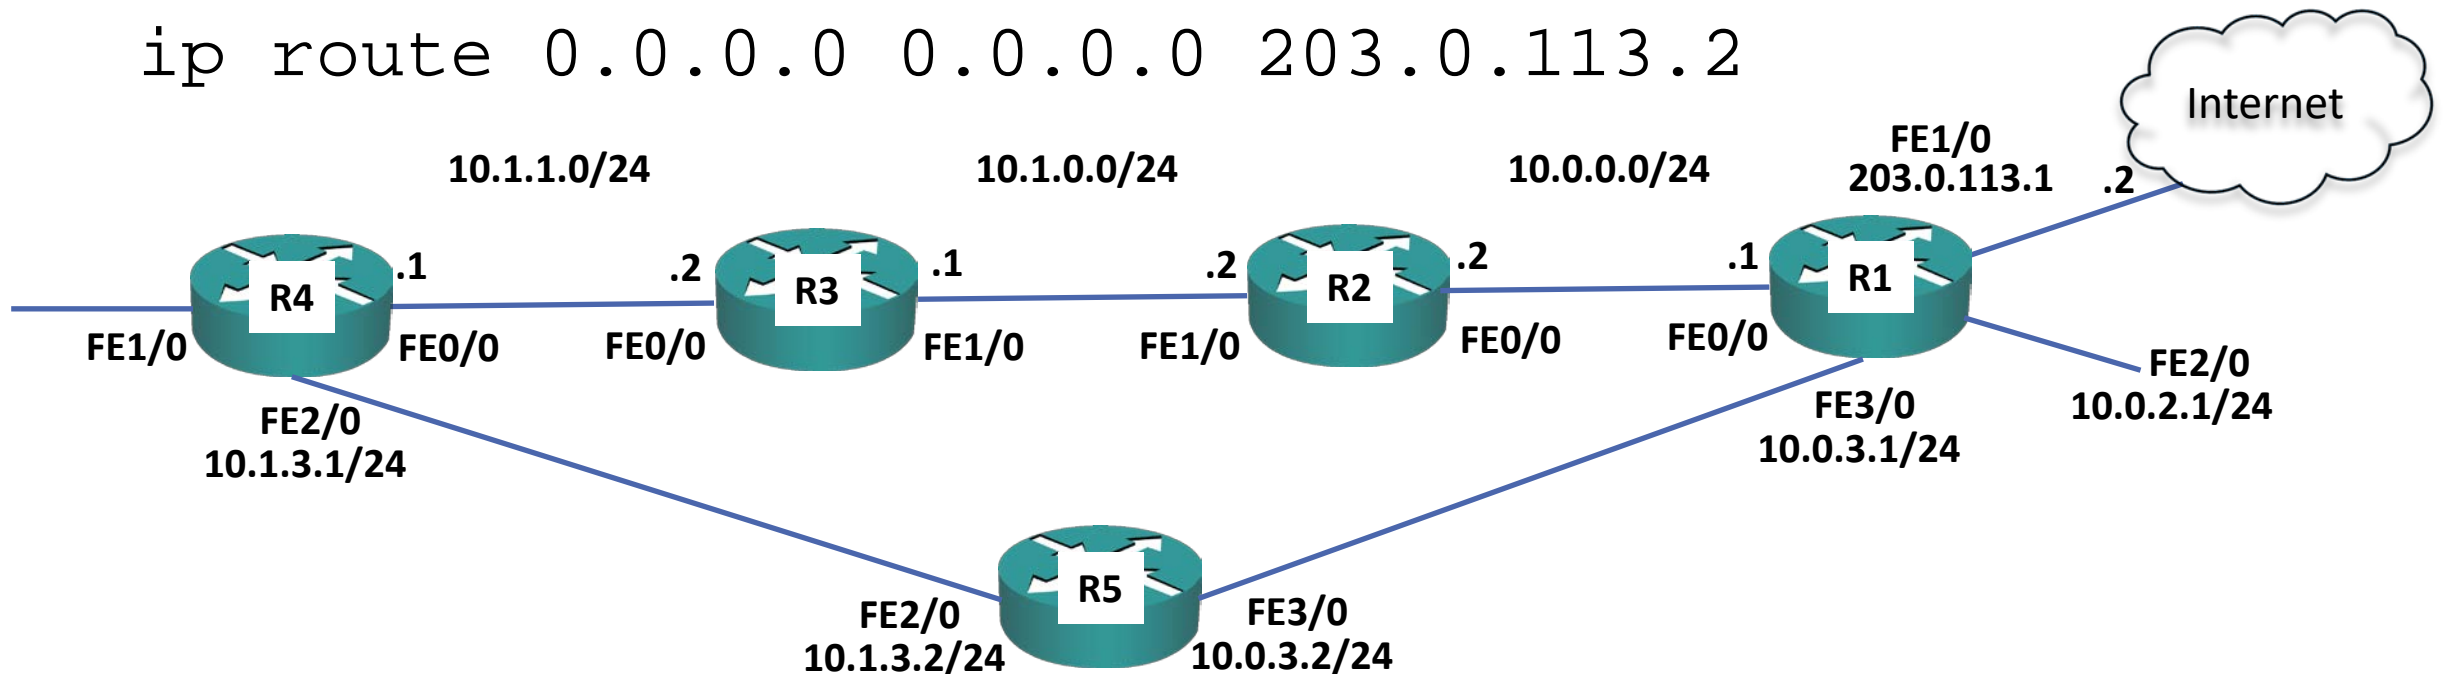 ip route 0.0.0.0 0.0.0.0 203.0.113.2
Internet
10.1.1.0/24
10.1.0.0/24
10.0.0.0/24
FE1/0
203.0.113.1
.2
.1
.2
.1
.2
.2
.1
R4
R3
R2
R1
FE1/0
FE0/0
FE0/0
FE1/0
FE1/0
FE0/0
FE0/0
FE2/0
10.0.2.1/24
FE2/0
10.1.3.1/24
FE3/0
10.0.3.1/24
R5
FE2/0
10.1.3.2/24
FE3/0
10.0.3.2/24